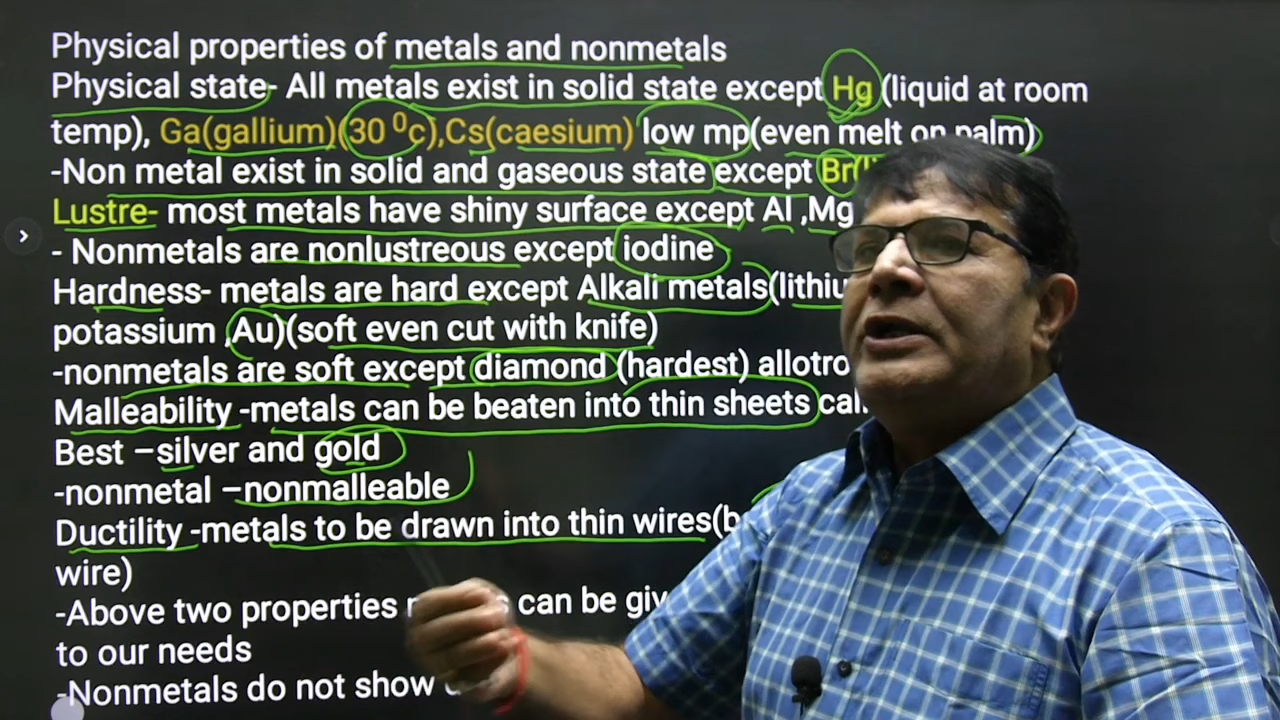 Physical properties of metals and nonmetals
Physical state- All metals exist in solid state except Hg (liquid at room
temp), Ga(gallium)(30 ⁰c),Cs(caesium) low mp(even melt on palm)
-Non metal exist in solid and gaseous state except Br(
Lustre- most metals have shiny surface except Al ,Mg
- Nonmetals are nonlustreous except iodine
Hardness- metals are hard except Alkali metals(
potassium ,Au)(soft even cut with knife)
-nonmetals are soft except diamond (hardest)
Malleability -metals can be beaten into thin sheets
Best –silver and gold
-nonmetal –nonmalleable
Ductility -metals to be drawn into thin wires(
wire)
-Above two properties can be
to our needs
-Nonmetals do not show